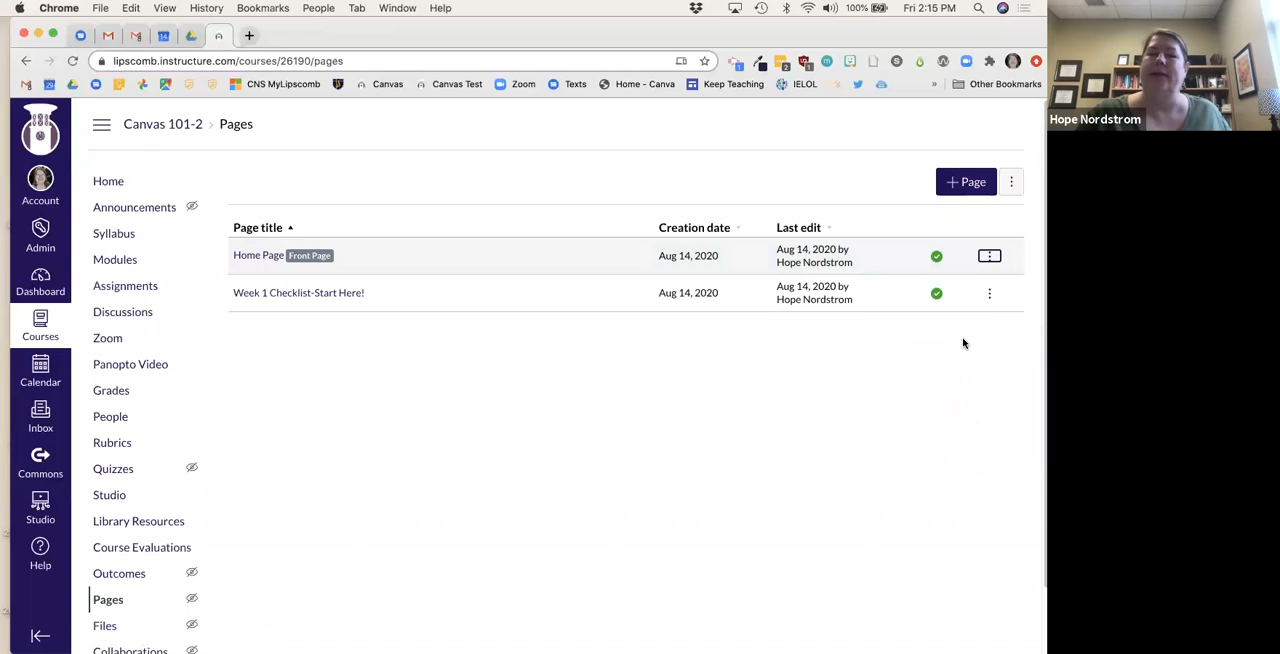 Chrome File Edit View History Bookmarks People Tab Window Help 100% Fri 2:15 PM
lipscomb.instructure.com/courses/26190/pages
CNS MyLipscomb Canvas Canvas Test Zoom Texts Home – Canva Keep Teaching IELOL » Other Bookmarks
Hope Nordstrom
Canvas 101-2 › Pages
Account
Admin
Dashboard
Courses
Calendar
Inbox
Commons
Studio
Help
Home
Announcements
Syllabus
Modules
Assignments
Discussions
Zoom
Panopto Video
Grades
People
Rubrics
Quizzes
Studio
Library Resources
Course Evaluations
Outcomes
Pages
Files
Collaborations
+ Page
Page title Creation date Last edit
Home Page Front Page Aug 14, 2020 Aug 14, 2020 by
Hope Nordstrom
Week 1 Checklist-Start Here! Aug 14, 2020 Aug 14, 2020 by
Hope Nordstrom